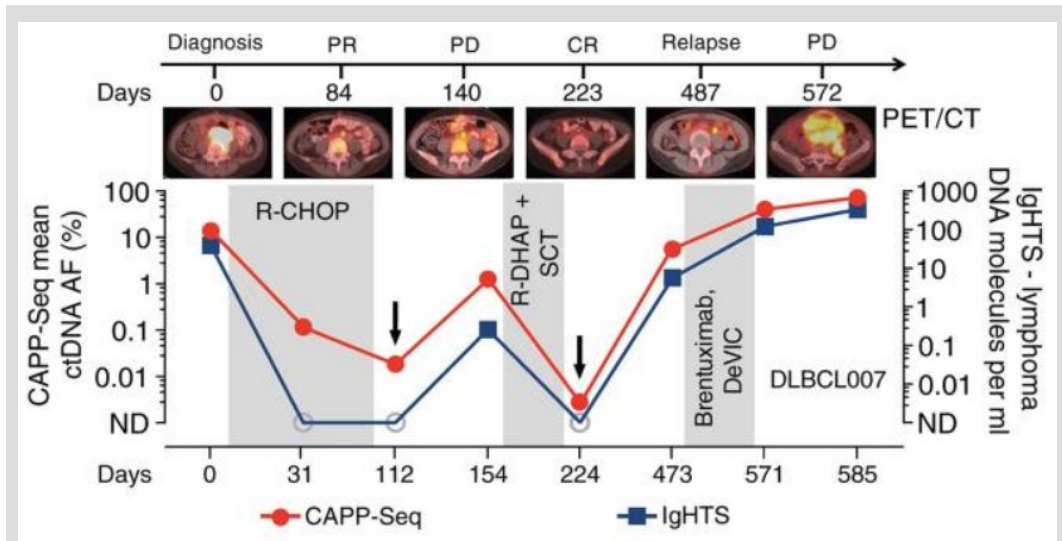 Diagnosis PR PD CR Relapse PD
Days 0 84 140 223 487 572
PET/CT
CAPP-Seq mean
ctDNA AF (%)
100
10
1
0.1
0.01
ND
R-CHOP
R-DHAP +
SCT
Brentuximab,
DeVIC
DLBCL007
1000
100
10
1
0.1
0.01
ND
IgHTS - lymphoma
DNA molecules per ml
Days 0 31 112 154 224 473 571 585
CAPP-Seq IgHTS